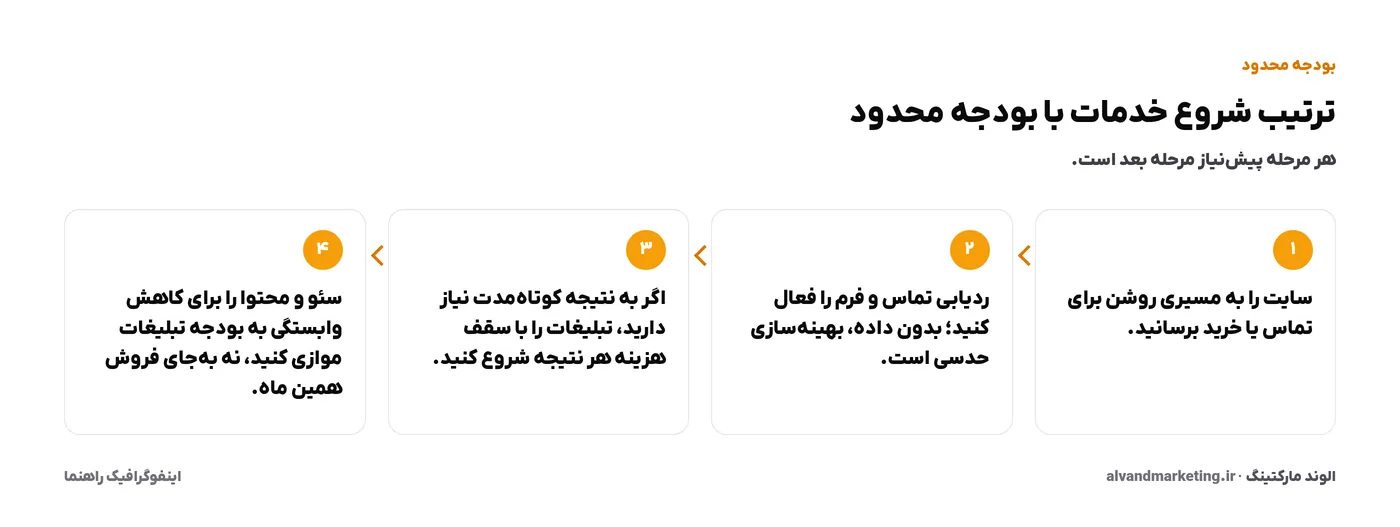 بودجه محدود
ترتیب شروع خدمات با بودجه محدود
هر مرحله پیش‌نیاز مرحله بعد است.
۱
سایت را به مسیری روشن برای
تماس یا خرید برسانید.
۲
ردیابی تماس و فرم را فعال
کنید؛ بدون داده، بهینه‌سازی
حدسی است.
۳
اگر به نتیجه کوتاه‌مدت نیاز
دارید، تبلیغات را با سقف
هزینه هر نتیجه شروع کنید.
۴
سئو و محتوا را برای کاهش
وابستگی به بودجه تبلیغات
موازی کنید، نه به‌جای فروش
همین ماه.
الوند مارکتینگ · alvandmarketing.ir
اینفوگرافیک راهنما